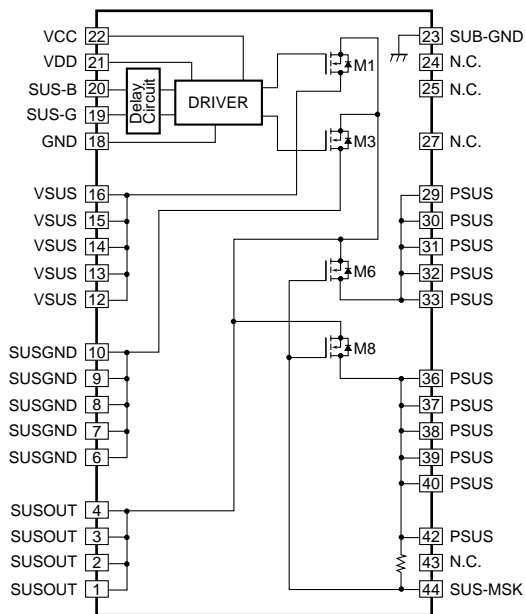 VCC 22
VDD 21
SUS-B 20
SUS-G 19
GND 18
VSUS 16
VSUS 15
VSUS 14
VSUS 13
VSUS 12
SUSGND 10
SUSGND 9
SUSGND 8
SUSGND 7
SUSGND 6
SUSOUT 4
SUSOUT 3
SUSOUT 2
SUSOUT 1
Delay
Circuit
DRIVER
M1
M3
M6
M8
23 SUB-GND
24 N.C.
25 N.C.
27 N.C.
29 PSUS
30 PSUS
31 PSUS
32 PSUS
33 PSUS
36 PSUS
37 PSUS
38 PSUS
39 PSUS
40 PSUS
42 PSUS
43 N.C.
44 SUS-MSK